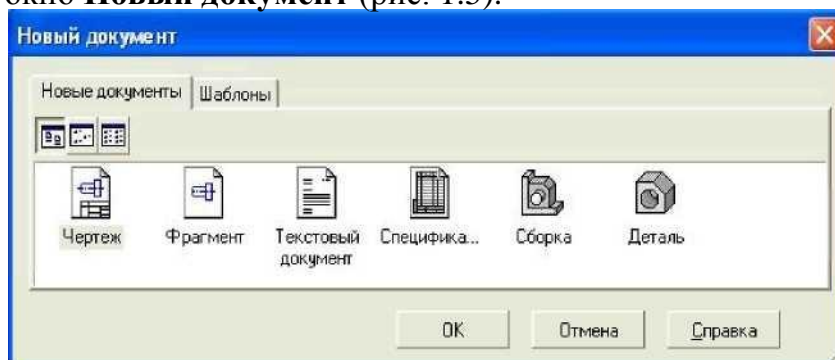 окно Новый документ (рис. 1.3).
Новый документ
Новые документы Шаблоны
Чертеж Фрагмент Текстовый документ Специфика... Сборка Деталь
OK Отмена Справка